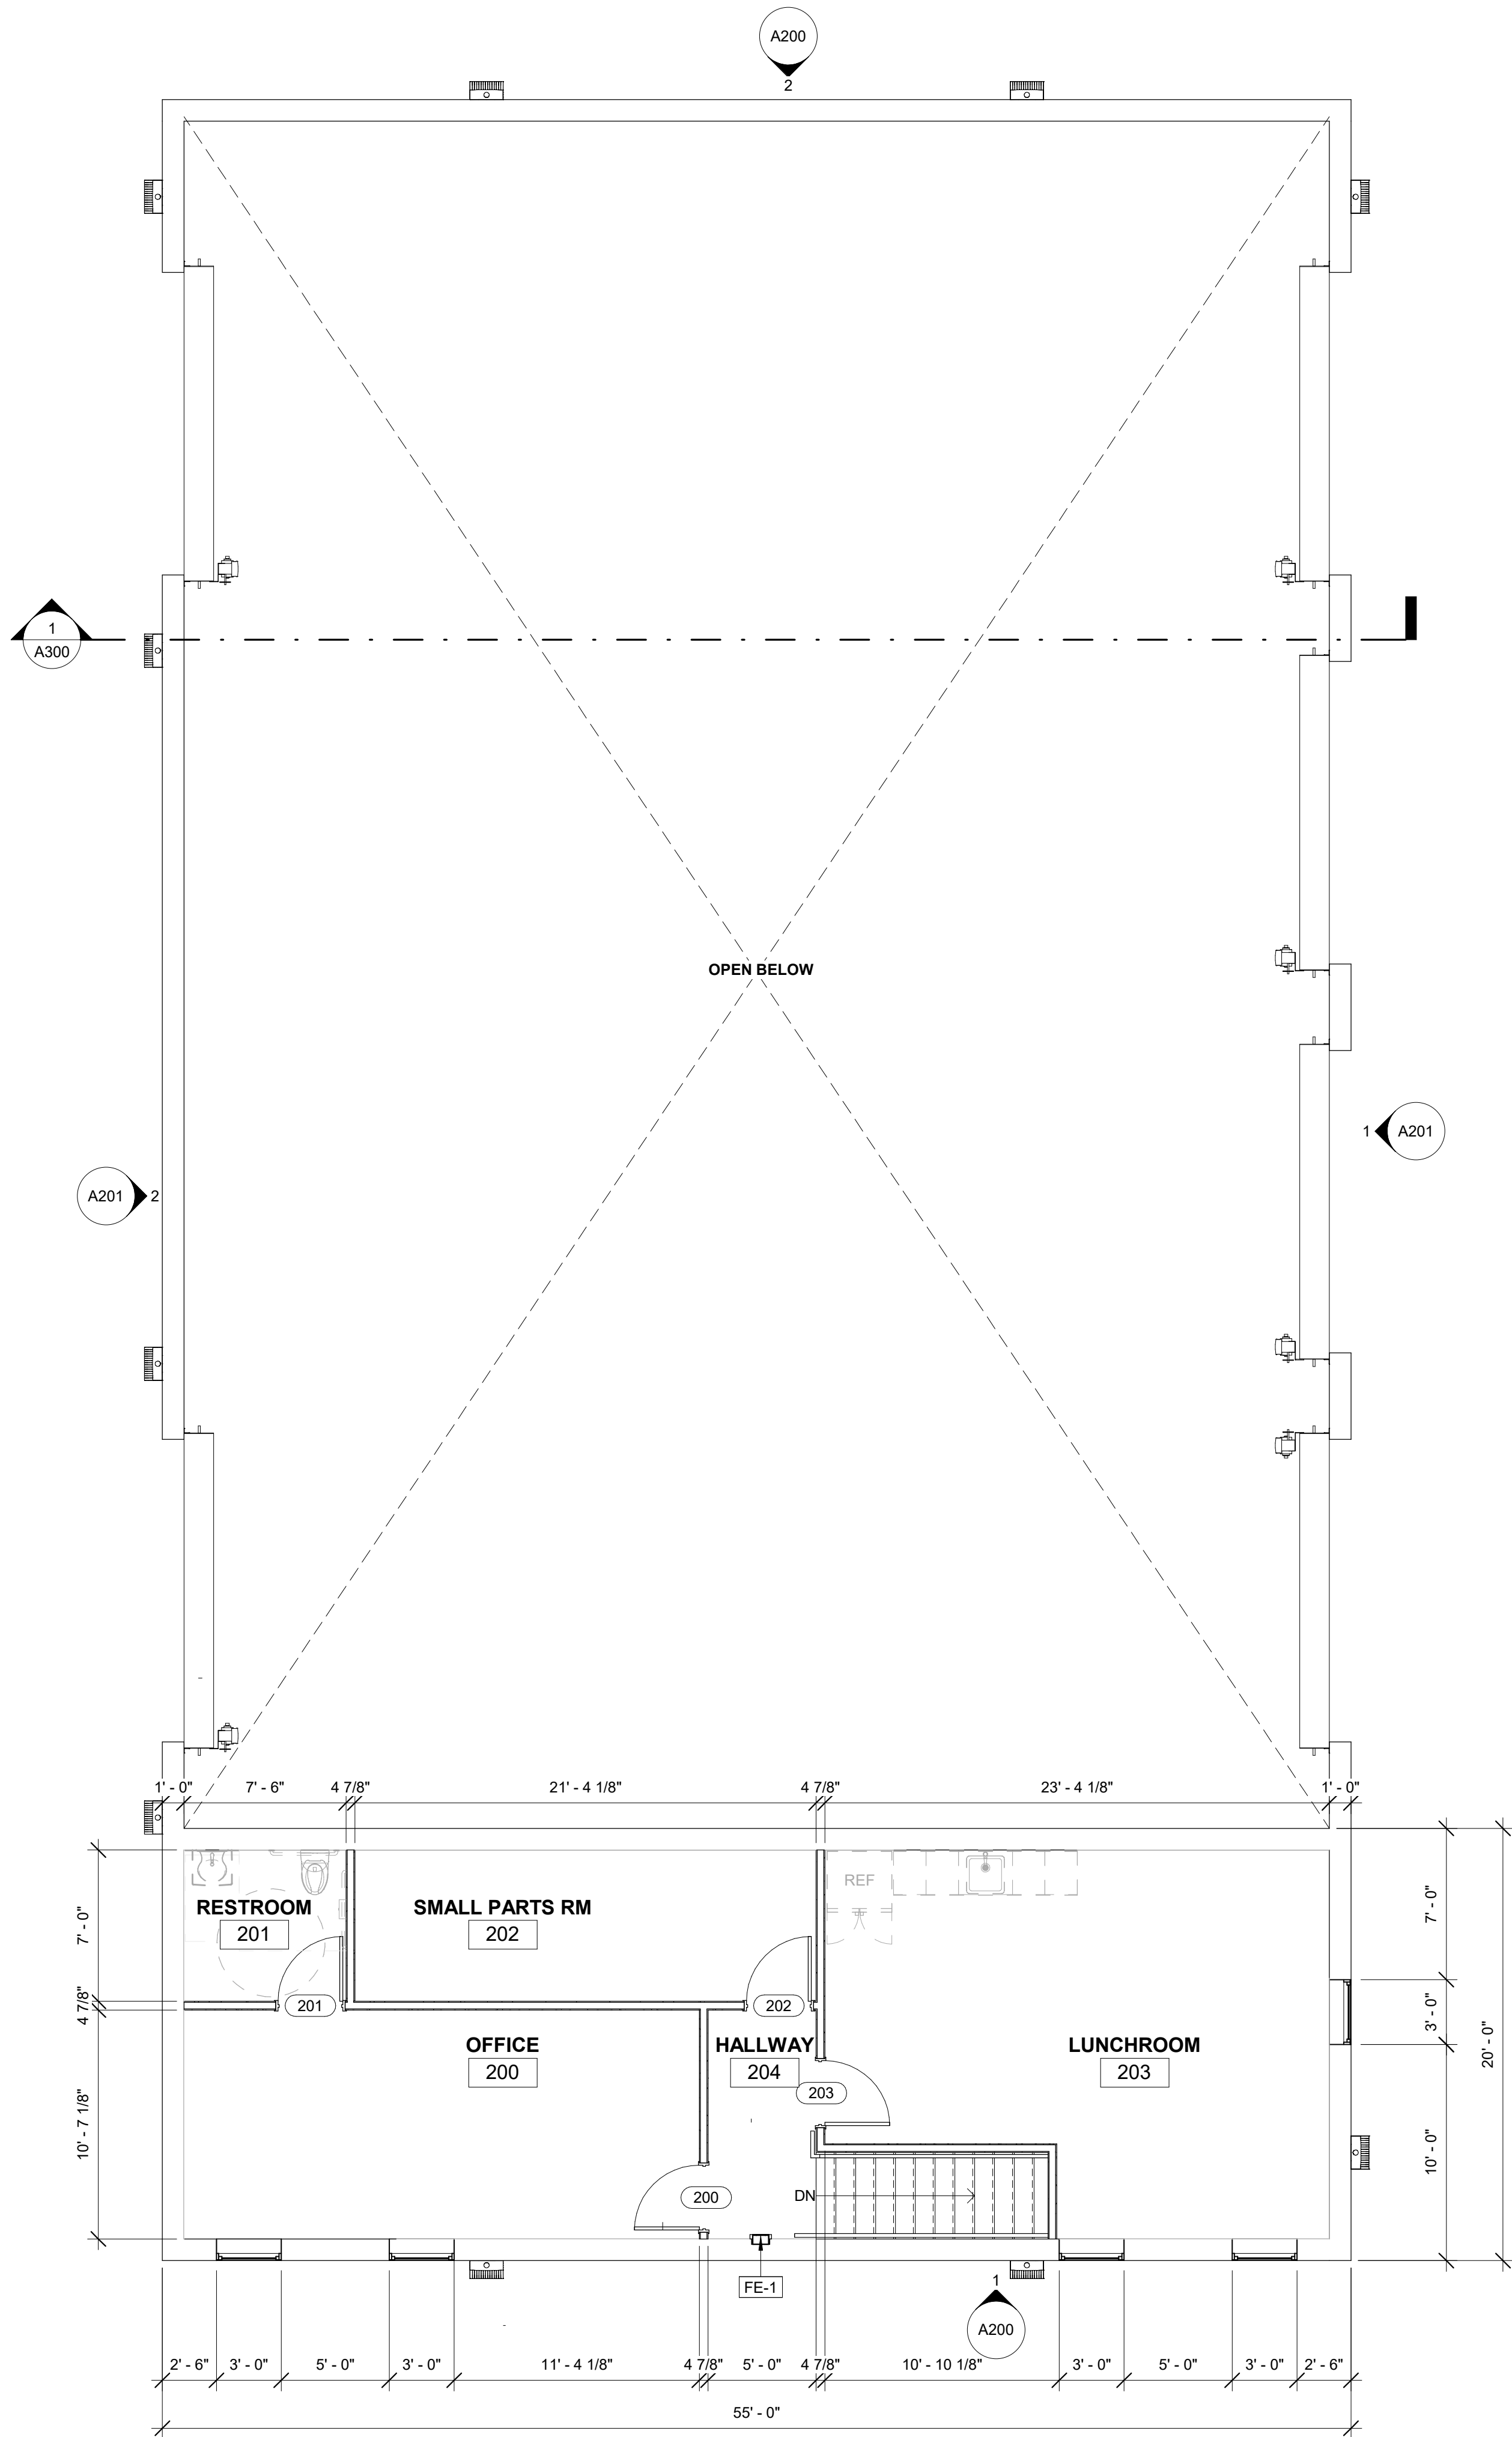 A200
2
1
A300
OPEN BELOW
1
A201
A201
2
1' - 0"
7' - 6"
4 7/8"
21' - 4 1/8"
4 7/8"
23' - 4 1/8"
1' - 0"
REF
RESTROOM
201
SMALL PARTS RM
202
7' - 0"
7' - 0"
4 7/8"
201
202
3' - 0"
20' - 0"
OFFICE
200
HALLWAY
204
LUNCHROOM
203
203
10' - 7 1/8"
10' - 0"
200
DN
FE-1
1
A200
2' - 6"
3' - 0"
5' - 0"
3' - 0"
11' - 4 1/8"
4 7/8"
5' - 0"
4 7/8"
10' - 10 1/8"
3' - 0"
5' - 0"
3' - 0"
2' - 6"
55' - 0"